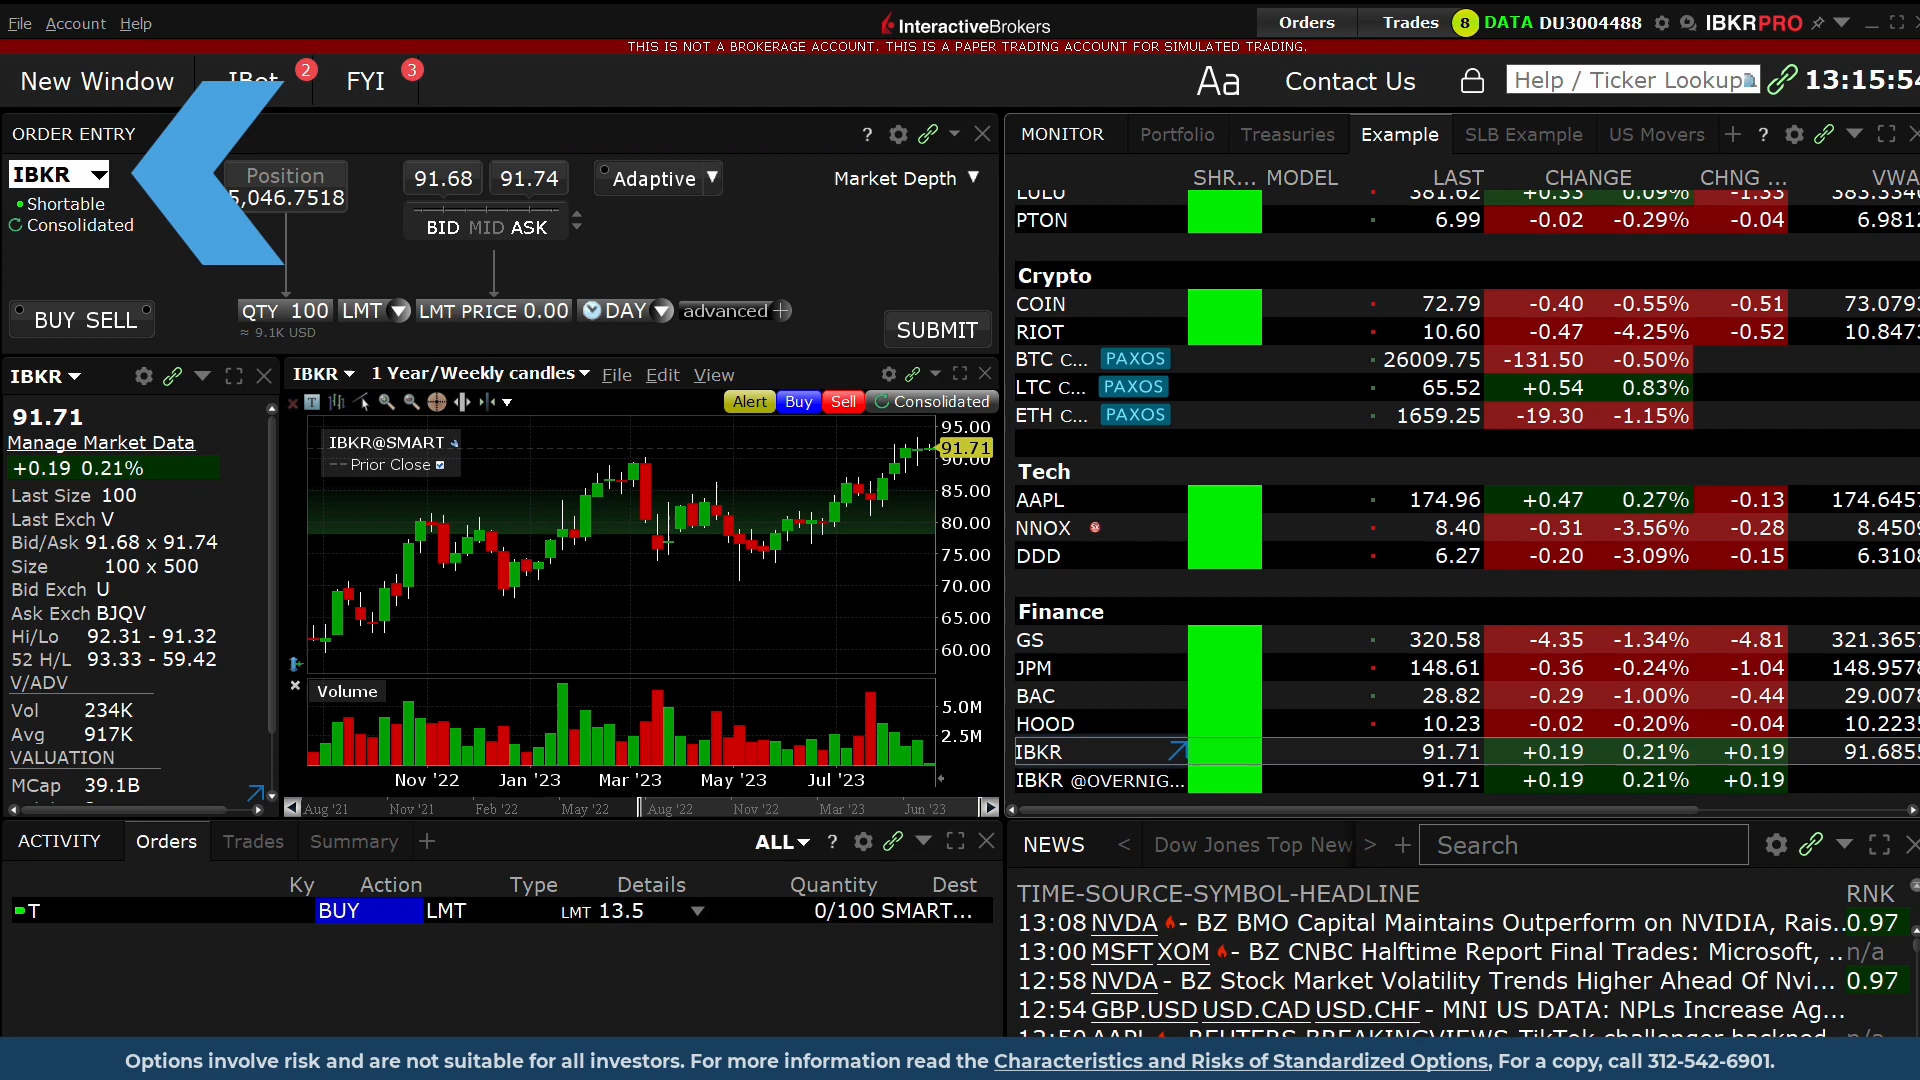 File Account Help
InteractiveBrokers
Orders Trades 8 DATA DU3004488 IBKRPRO
THIS IS NOT A BROKERAGE ACCOUNT. THIS IS A PAPER TRADING ACCOUNT FOR SIMULATED TRADING.
New Window IBot 2 FYI 3
Aa Contact Us Help / Ticker Lookup 13:15:54
ORDER ENTRY ?
IBKR
Shortable
Consolidated
Position
5,046.7518
91.68 91.74 Adaptive Market Depth
BID MID ASK
BUY SELL
QTY 100 LMT LMT PRICE 0.00 DAY advanced +
≈ 9.1K USD
SUBMIT
IBKR
91.71
Manage Market Data
+0.19 0.21%
Last Size 100
Last Exch V
Bid/Ask 91.68 x 91.74
Size 100 x 500
Bid Exch U
Ask Exch BJQV
Hi/Lo 92.31 - 91.32
52 H/L 93.33 - 59.42
V/ADV
Vol 234K
Avg 917K
VALUATION
MCap 39.1B
IBKR 1 Year/Weekly candles File Edit View
Alert Buy Sell Consolidated
IBKR@SMART
Prior Close
95.00
91.71
90.00
85.00
80.00
75.00
70.00
65.00
60.00
Volume
5.0M
2.5M
Nov '22 Jan '23 Mar '23 May '23 Jul '23
Aug '21 Nov '21 Feb '22 May '22 Aug '22 Nov '22 Mar '23 Jun '23
MONITOR Portfolio Treasuries Example SLB Example US Movers + ?
SHR... MODEL LAST CHANGE CHNG ... VWA
LULU 381.62 +0.33 0.09% -1.33
PTON 6.99 -0.02 -0.29% -0.04 6.9812
Crypto
COIN 72.79 -0.40 -0.55% -0.51 73.079
RIOT 10.60 -0.47 -4.25% -0.52 10.847
BTC C... PAXOS 26009.75 -131.50 -0.50%
LTC C... PAXOS 65.52 +0.54 0.83%
ETH C... PAXOS 1659.25 -19.30 -1.15%
Tech
AAPL 174.96 +0.47 0.27% -0.13 174.645
NNOX 8.40 -0.31 -3.56% -0.28 8.450
DDD 6.27 -0.20 -3.09% -0.15 6.310
Finance
GS 320.58 -4.35 -1.34% -4.81 321.365
JPM 148.61 -0.36 -0.24% -1.04 148.957
BAC 28.82 -0.29 -1.00% -0.44 29.007
HOOD 10.23 -0.02 -0.20% -0.04 10.223
IBKR 91.71 +0.19 0.21% +0.19 91.685
IBKR @OVERNIG... 91.71 +0.19 0.21% +0.19
ACTIVITY Orders Trades Summary + ALL ?
Ky Action Type Details Quantity Dest
T BUY LMT LMT 13.5 0/100 SMART...
NEWS < Dow Jones Top New > + Search
TIME-SOURCE-SYMBOL-HEADLINE RNK
13:08 NVDA - BZ BMO Capital Maintains Outperform on NVIDIA, Rais.. 0.97
13:00 MSFT XOM - BZ CNBC Halftime Report Final Trades: Microsoft, .. n/a
12:58 NVDA - BZ Stock Market Volatility Trends Higher Ahead Of Nvi... 0.97
12:54 GBP.USD USD.CAD USD.CHF - MNI US DATA: NPLs Increase Ag...
12:50 AAPL - REUTERS BREAKINGVIEWS TikTok challenger hacked n/a
Options involve risk and are not suitable for all investors. For more information read the Characteristics and Risks of Standardized Options, For a copy, call 312-542-6901.